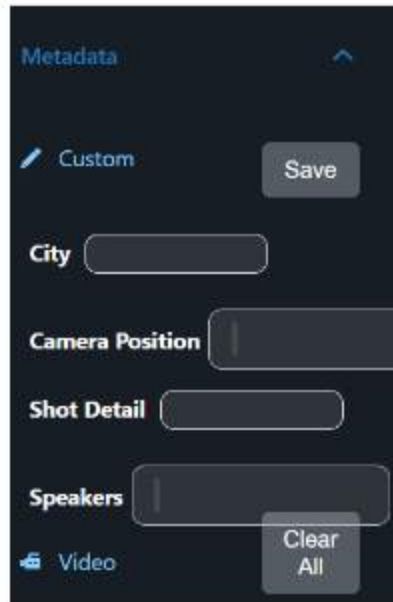 Metadata
Custom
Save
City
Camera Position
Shot Detail
Speakers
Video
Clear
All